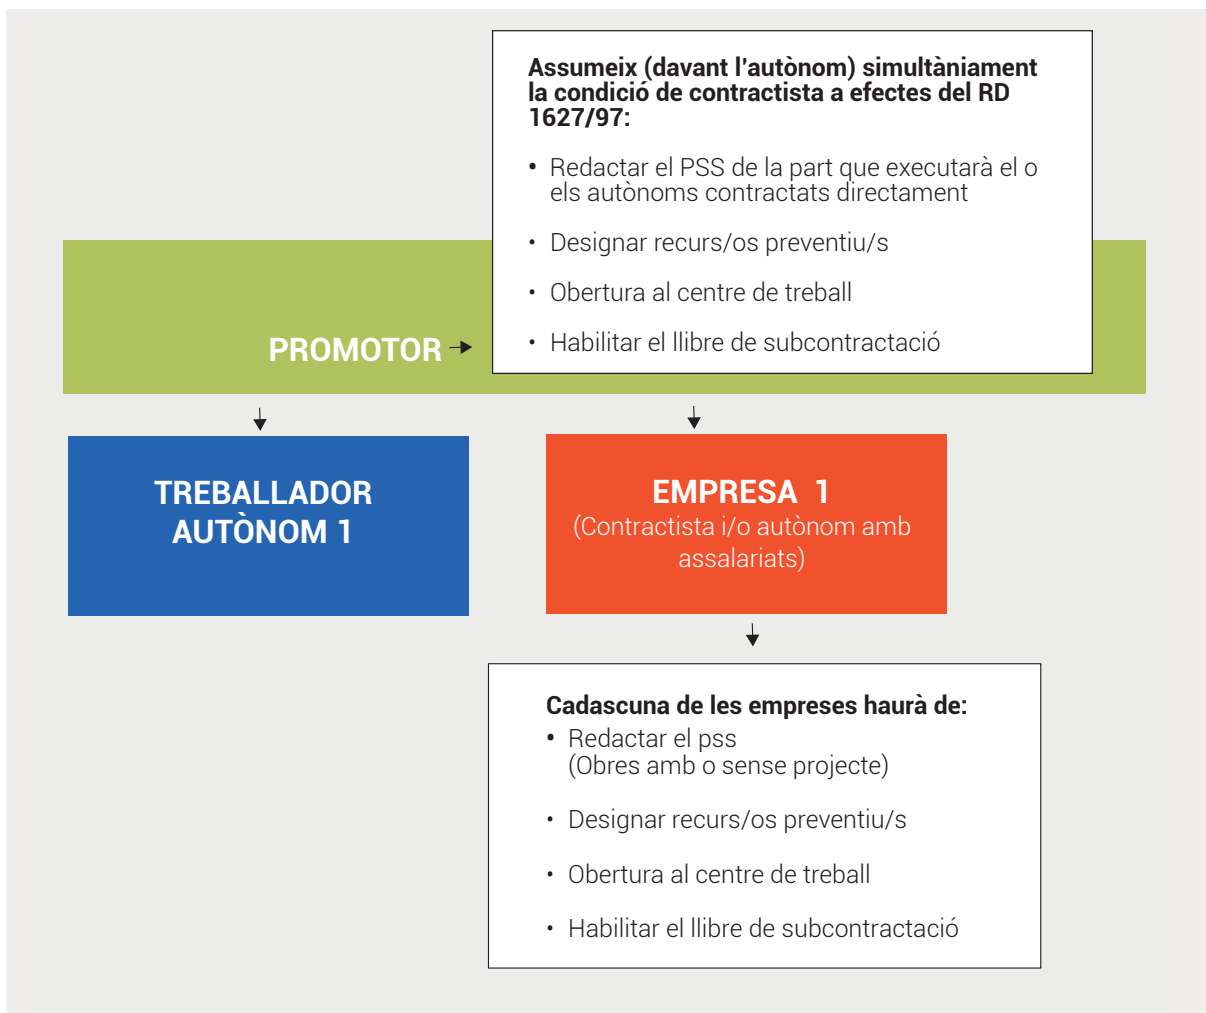 Assumeix (davant l'autònom) simultàniament
la condició de contractista a efectes del RD
1627/97:
• Redactar el PSS de la part que executarà el o
els autònoms contractats directament
• Designar recurs/os preventiu/s
• Obertura al centre de treball
• Habilitar el llibre de subcontractació
PROMOTOR
TREBALLADOR
AUTÒNOM 1
EMPRESA 1
(Contractista i/o autònom amb
assalariats)
Cadascuna de les empreses haurà de:
• Redactar el pss
(Obres amb o sense projecte)
• Designar recurs/os preventiu/s
• Obertura al centre de treball
• Habilitar el llibre de subcontractació